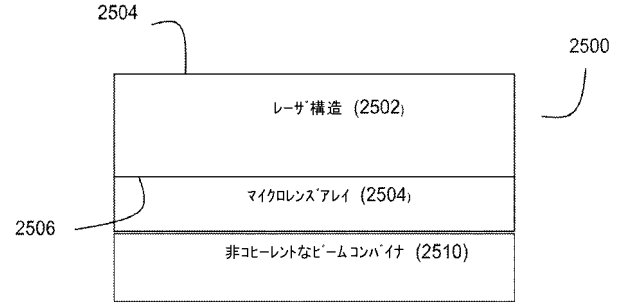 2504
2500
レーザ構造 (2502)
マイクロレンズアレイ (2504)
2506
非コヒーレントなビームコンバイナ (2510)